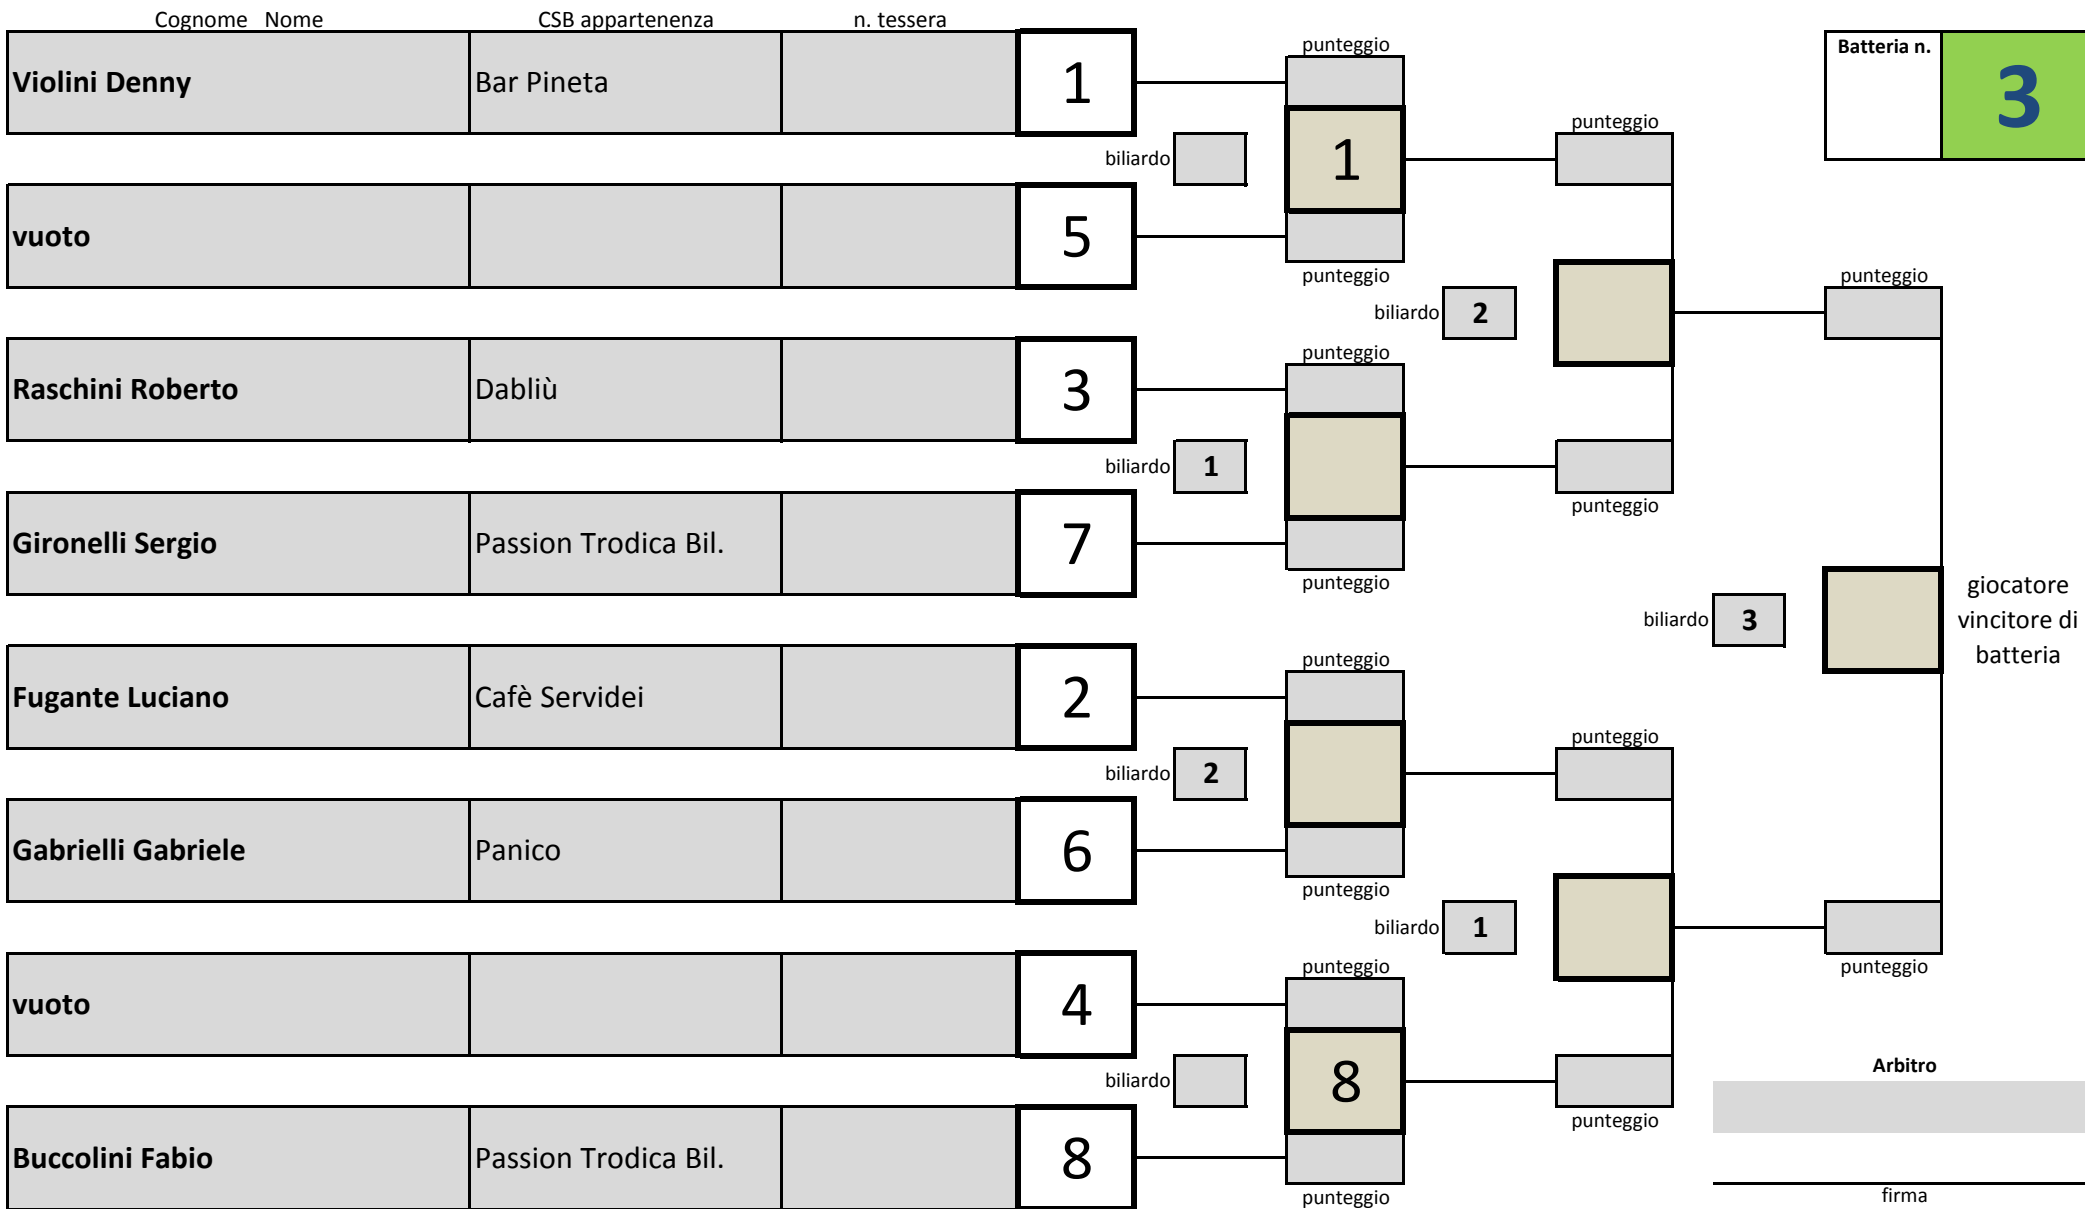 Cognome Nome CSB appartenenza n. tessera
punteggio
Batteria n. 3
Violini Denny Bar Pineta 1
punteggio
biliardo 1
vuoto 5
punteggio
punteggio
biliardo 2
punteggio
Raschini Roberto Dabliù 3
biliardo 1
punteggio
Gironelli Sergio Passion Trodica Bil. 7
punteggio
giocatore
vincitore di
batteria
biliardo 3
punteggio
Fugante Luciano Cafè Servidei 2
punteggio
biliardo 2
Gabrielli Gabriele Panico 6
punteggio
biliardo 1
punteggio
punteggio
vuoto 4
Arbitro
biliardo 8
punteggio
Buccolini Fabio Passion Trodica Bil. 8
punteggio
firma